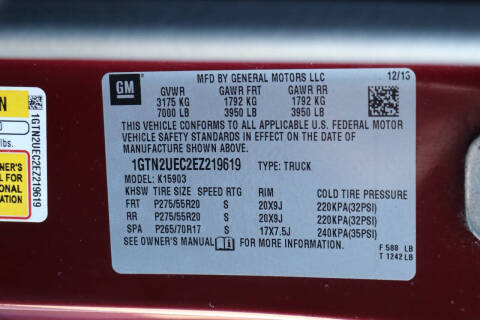 GM
MFD BY GENERAL MOTORS LLC 12/13
GVWR GAWR FRT GAWR RR
3175 KG 1792 KG 1792 KG
7000 LB 3950 LB 3950 LB
THIS VEHICLE CONFORMS TO ALL APPLICABLE U.S. FEDERAL MOTOR
VEHICLE SAFETY STANDARDS IN EFFECT ON THE DATE OF
MANUFACTURE SHOWN ABOVE.
1GTN2UEC2EZ219619 TYPE: TRUCK
MODEL: K15903
KHSW TIRE SIZE SPEED RTG RIM COLD TIRE PRESSURE
FRT P275/55R20 S 20X9J 220KPA(32PSI)
RR P275/55R20 S 20X9J 220KPA(32PSI)
SPA P265/70R17 S 17X7.5J 240KPA(35PSI)
SEE OWNER'S MANUAL FOR MORE INFORMATION.
F 588 LB
T 1242 LB
1GTN2UEC2EZ219619
lbs.
ONAL
ATION